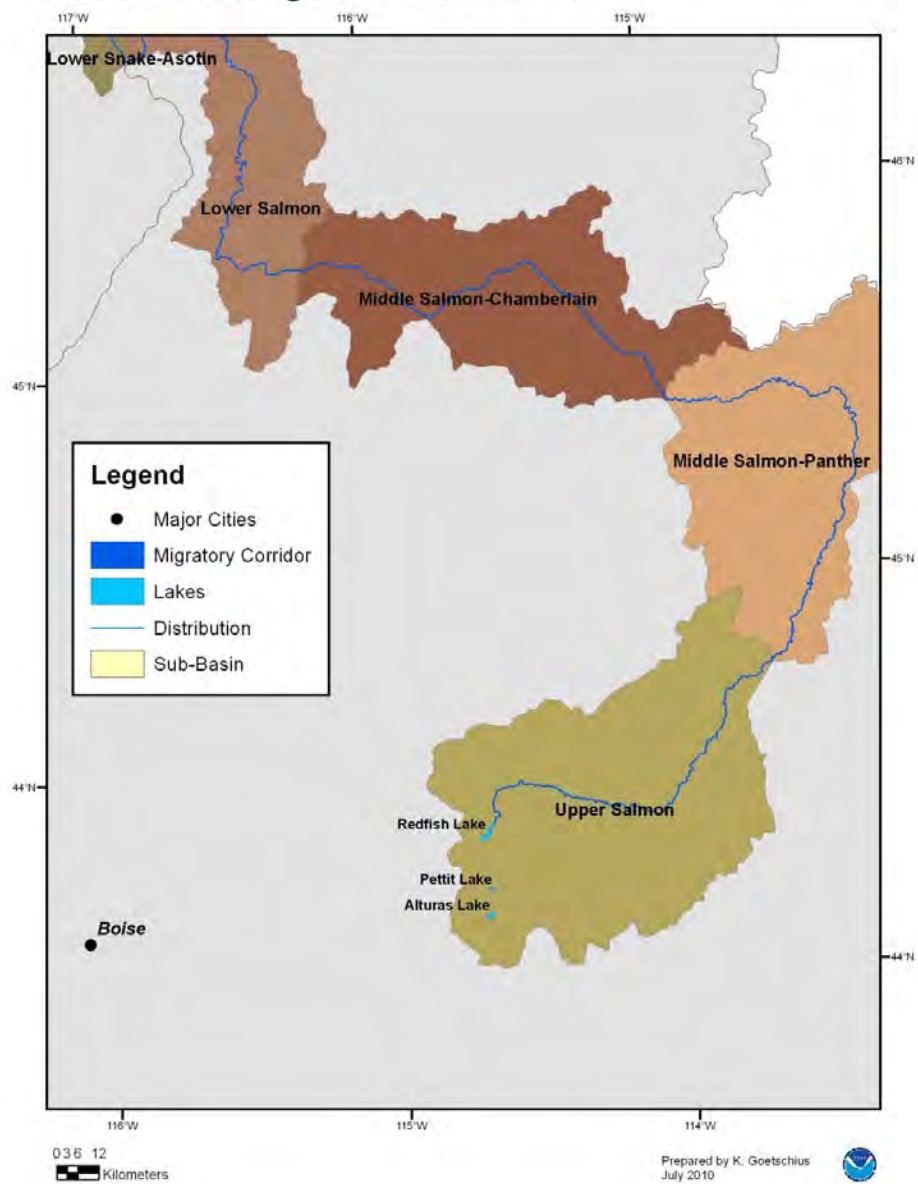 117°W 116°W 115°W
Lower Snake-Asotin
46°N
Lower Salmon
Middle Salmon-Chamberlain
45°N
Middle Salmon-Panther
Legend
Major Cities
Migratory Corridor
Lakes
Distribution
Sub-Basin
45°N
44°N
Upper Salmon
Redfish Lake
Pettit Lake
Alturas Lake
Boise
44°N
116°W 115°W 114°W
0 3 6 12
Kilometers
Prepared by K. Goetschius
July 2010